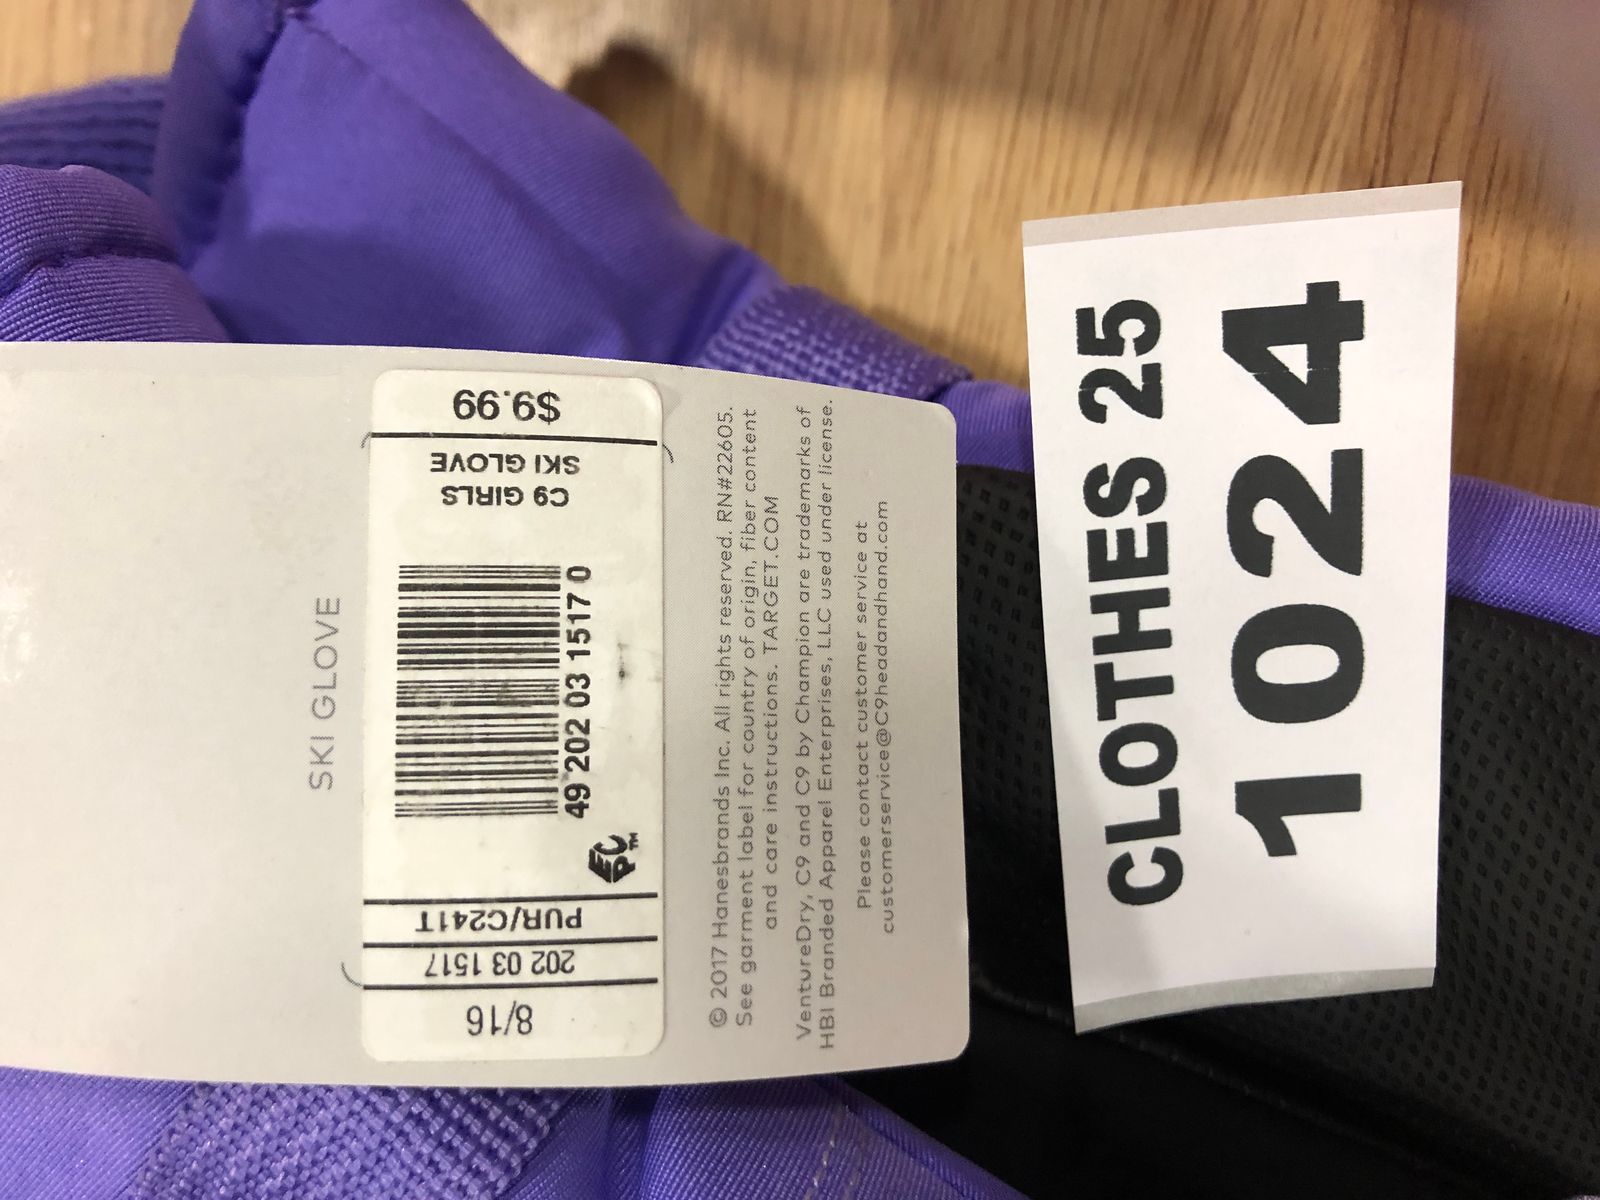 SKI GLOVE
$9.99
C9 GIRLS
SKI GLOVE
49 202 03 1517 0
EPC™
PUR/C241T
202 03 1517
8/16
© 2017 Hanesbrands Inc. All rights reserved. RN#22605.
See garment label for country of origin, fiber content
and care instructions. TARGET.COM
VentureDry, C9 and C9 by Champion are trademarks of
HBI Branded Apparel Enterprises, LLC used under license.
Please contact customer service at
customerservice@C9headandhand.com
CLOTHES 25
1024